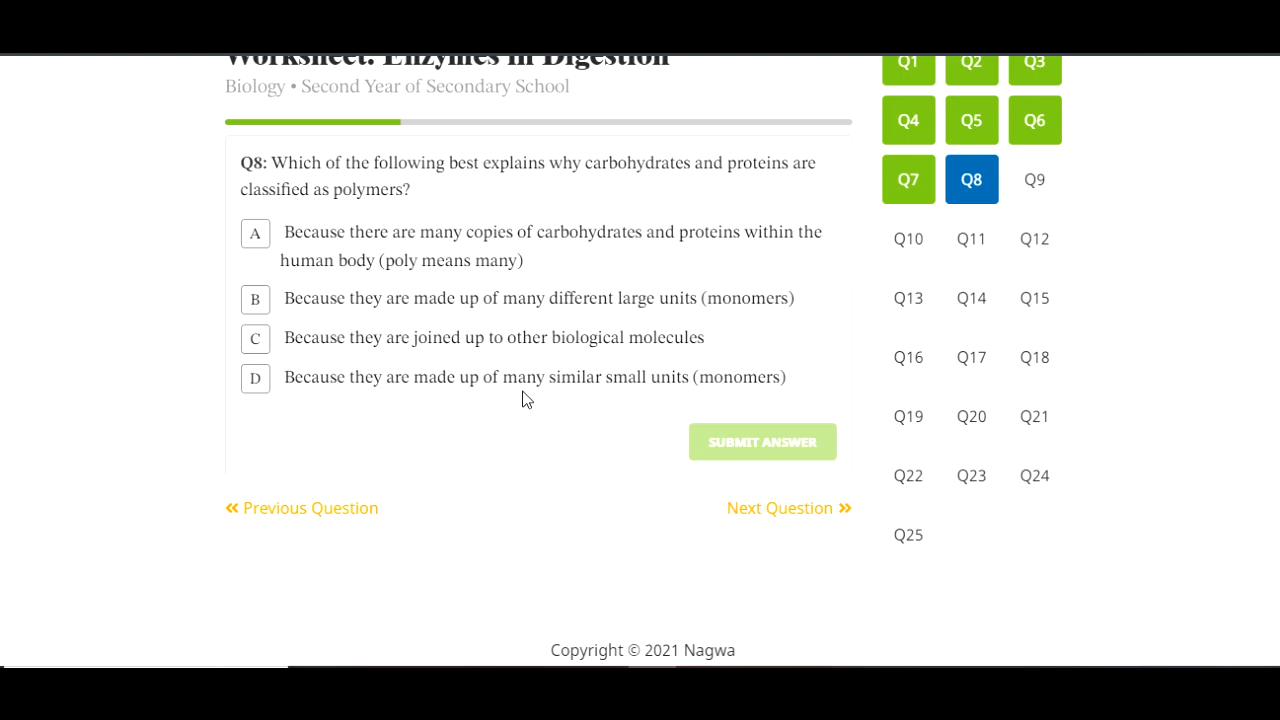 Worksheet: Enzymes in Digestion
Biology • Second Year of Secondary School
Q8: Which of the following best explains why carbohydrates and proteins are
classified as polymers?
A Because there are many copies of carbohydrates and proteins within the
human body (poly means many)
B Because they are made up of many different large units (monomers)
C Because they are joined up to other biological molecules
D Because they are made up of many similar small units (monomers)
SUBMIT ANSWER
« Previous Question
Next Question »
Q1 Q2 Q3
Q4 Q5 Q6
Q7 Q8 Q9
Q10 Q11 Q12
Q13 Q14 Q15
Q16 Q17 Q18
Q19 Q20 Q21
Q22 Q23 Q24
Q25
Copyright © 2021 Nagwa